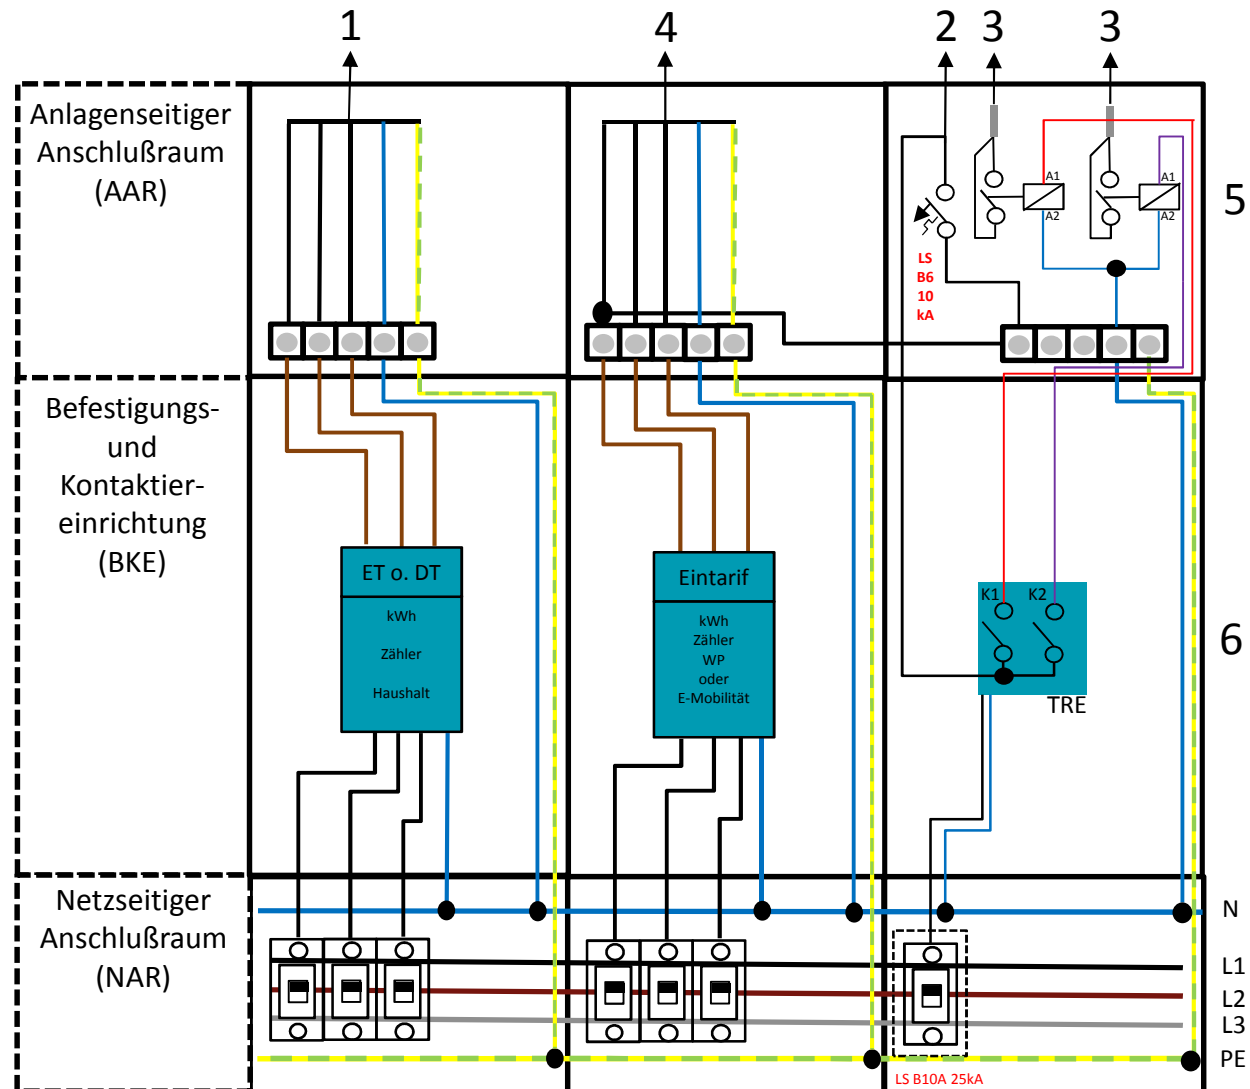 1
4
2
3
3
Anlagenseitiger
Anschlußraum
(AAR)
A1
A2
A1
A2
5
LS
B6
10
kA
Befestigungs-
und
Kontaktier-
einrichtung
(BKE)
ET o. DT
kWh
Zähler
Haushalt
Eintarif
kWh
Zähler
WP
oder
E-Mobilität
K1
K2
TRE
6
Netzseitiger
Anschlußraum
(NAR)
N
L1
L2
L3
PE
LS B10A 25kA